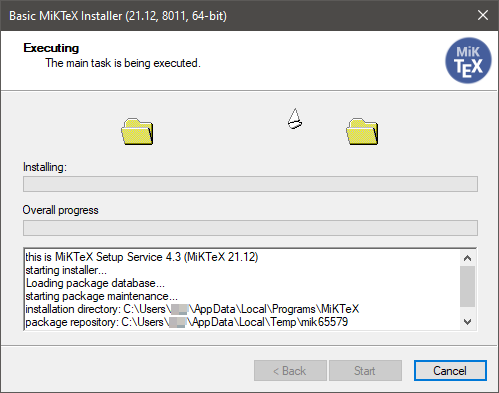 Basic MiKTeX Installer (21.12, 8011, 64-bit)
Executing
The main task is being executed.
MiK
TEX
Installing:
Overall progress
this is MiKTeX Setup Service 4.3 (MiKTeX 21.12)
starting installer...
Loading package database...
starting package maintenance...
installation directory: C:\Users\ \AppData\Local\Programs\MiKTeX
package repository: C:\Users\ \AppData\Local\Temp\mik65579
< Back
Start
Cancel